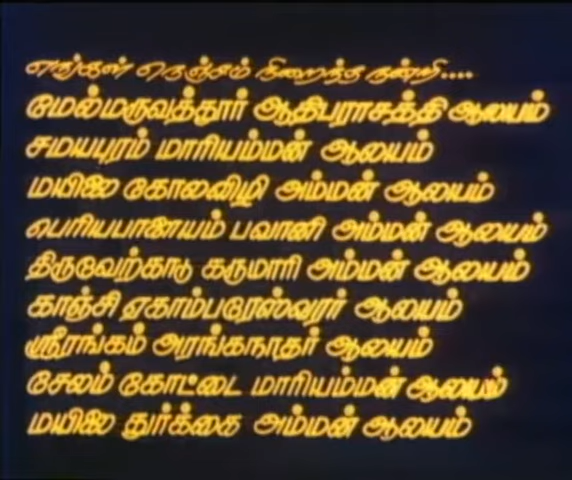 எங்கள் நெஞ்சம் நிறைந்த நன்றி....
மேல்மருவத்தூர் ஆதிபராசக்தி ஆலயம்
சமயபுரம் மாரியம்மன் ஆலயம்
மயிலை கோலவிழி அம்மன் ஆலயம்
பெரியபாளையம் பவானி அம்மன் ஆலயம்
திருவேற்காடு கருமாரி அம்மன் ஆலயம்
காஞ்சி ஏகாம்பரேஸ்வரர் ஆலயம்
ஸ்ரீரங்கம் அரங்கநாதர் ஆலயம்
சேலம் கோட்டை மாரியம்மன் ஆலயம்
மயிலை துர்க்கை அம்மன் ஆலயம்